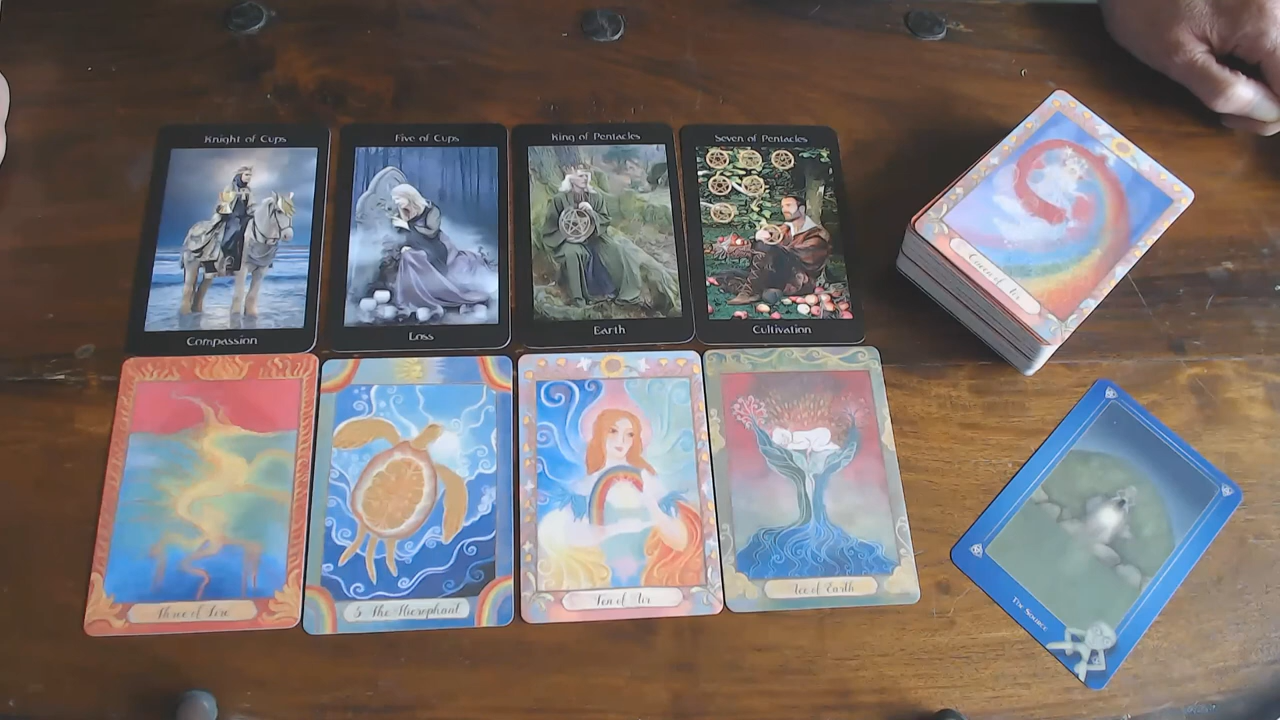 Knight of Cups
Five of Cups
King of Pentacles
Seven of Pentacles
Compassion
Loss
Earth
Cultivation
Queen of Air
Three of Fire
5 The Hierophant
Ten of Air
Ace of Earth
The Source